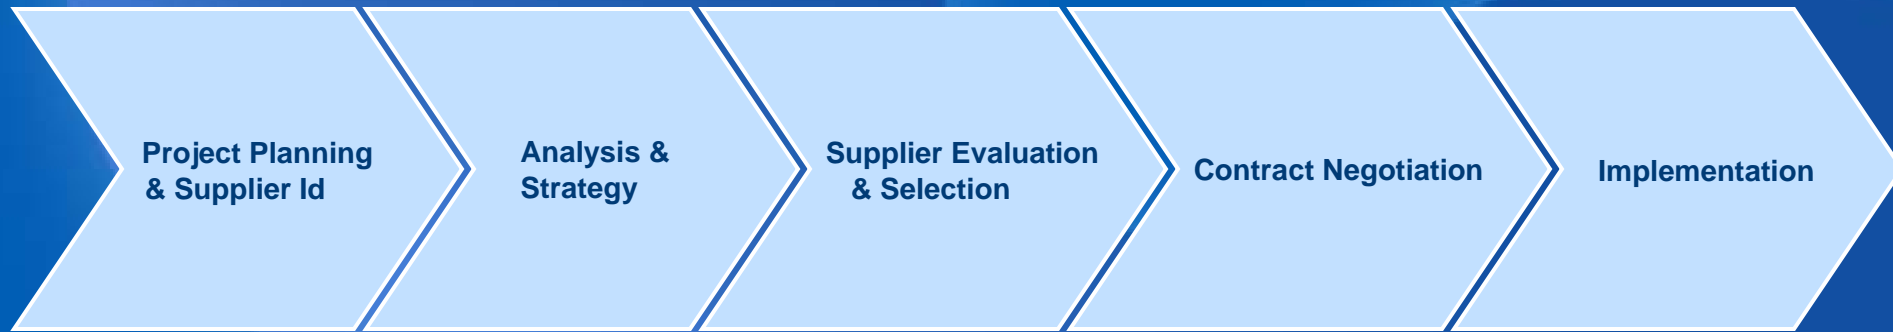 Project Planning
& Supplier Id
Analysis &
Strategy
Supplier Evaluation
& Selection
Contract Negotiation
Implementation